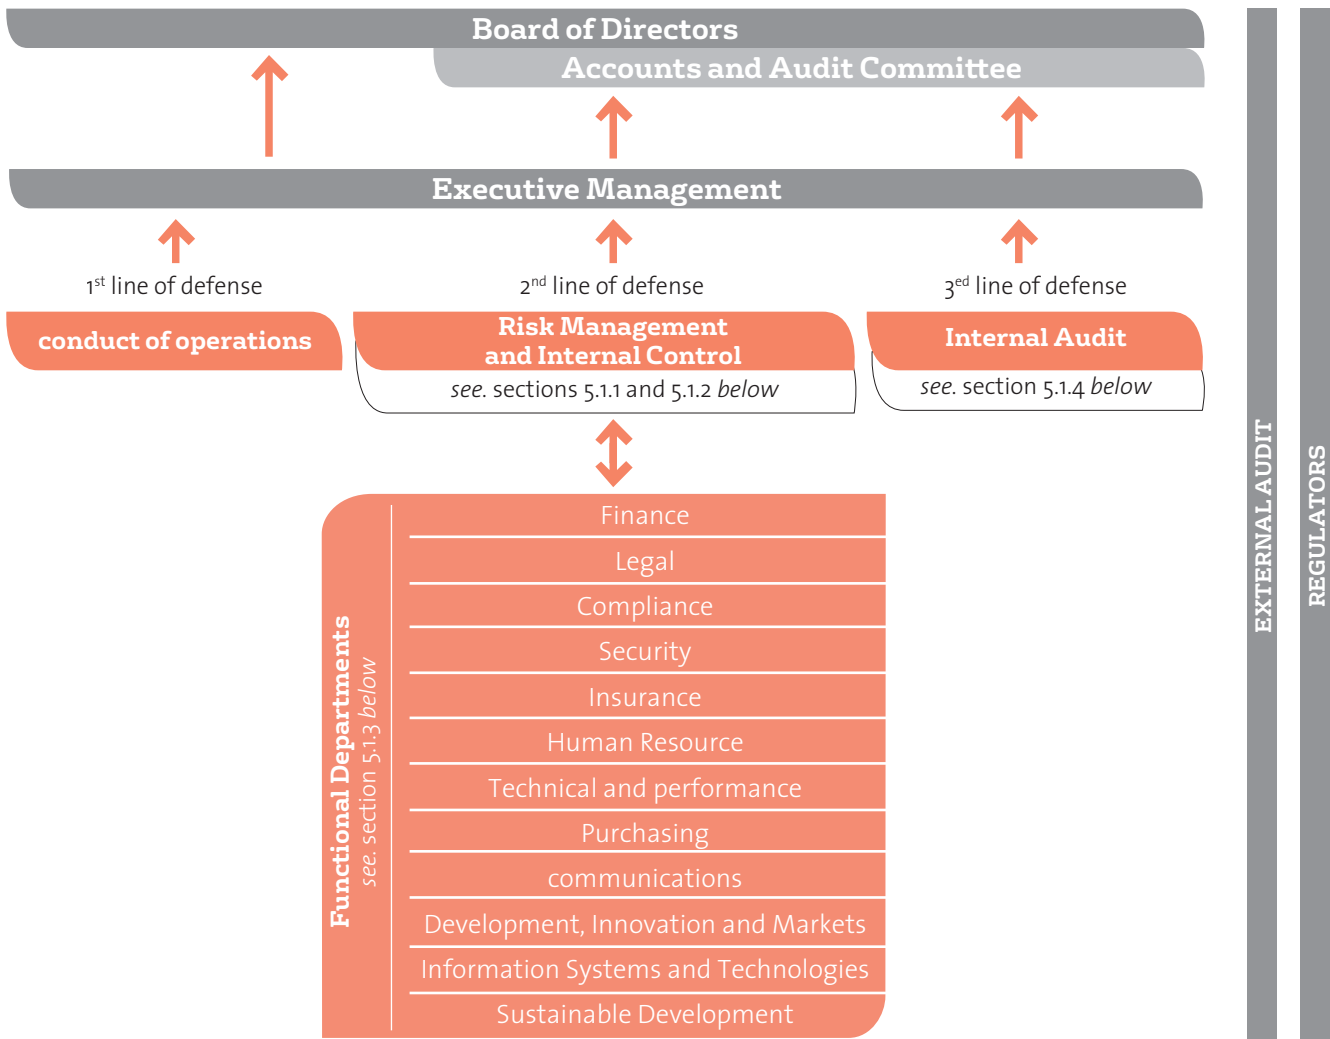 Board of Directors
Accounts and Audit Committee
Executive Management
1st line of defense
2nd line of defense
3ed line of defense
conduct of operations
Risk Management
and Internal Control
see. sections 5.1.1 and 5.1.2 below
Internal Audit
see. section 5.1.4 below
Functional Departments
see. section 5.1.3 below
Finance
Legal
Compliance
Security
Insurance
Human Resource
Technical and performance
Purchasing
communications
Development, Innovation and Markets
Information Systems and Technologies
Sustainable Development
EXTERNAL AUDIT
REGULATORS